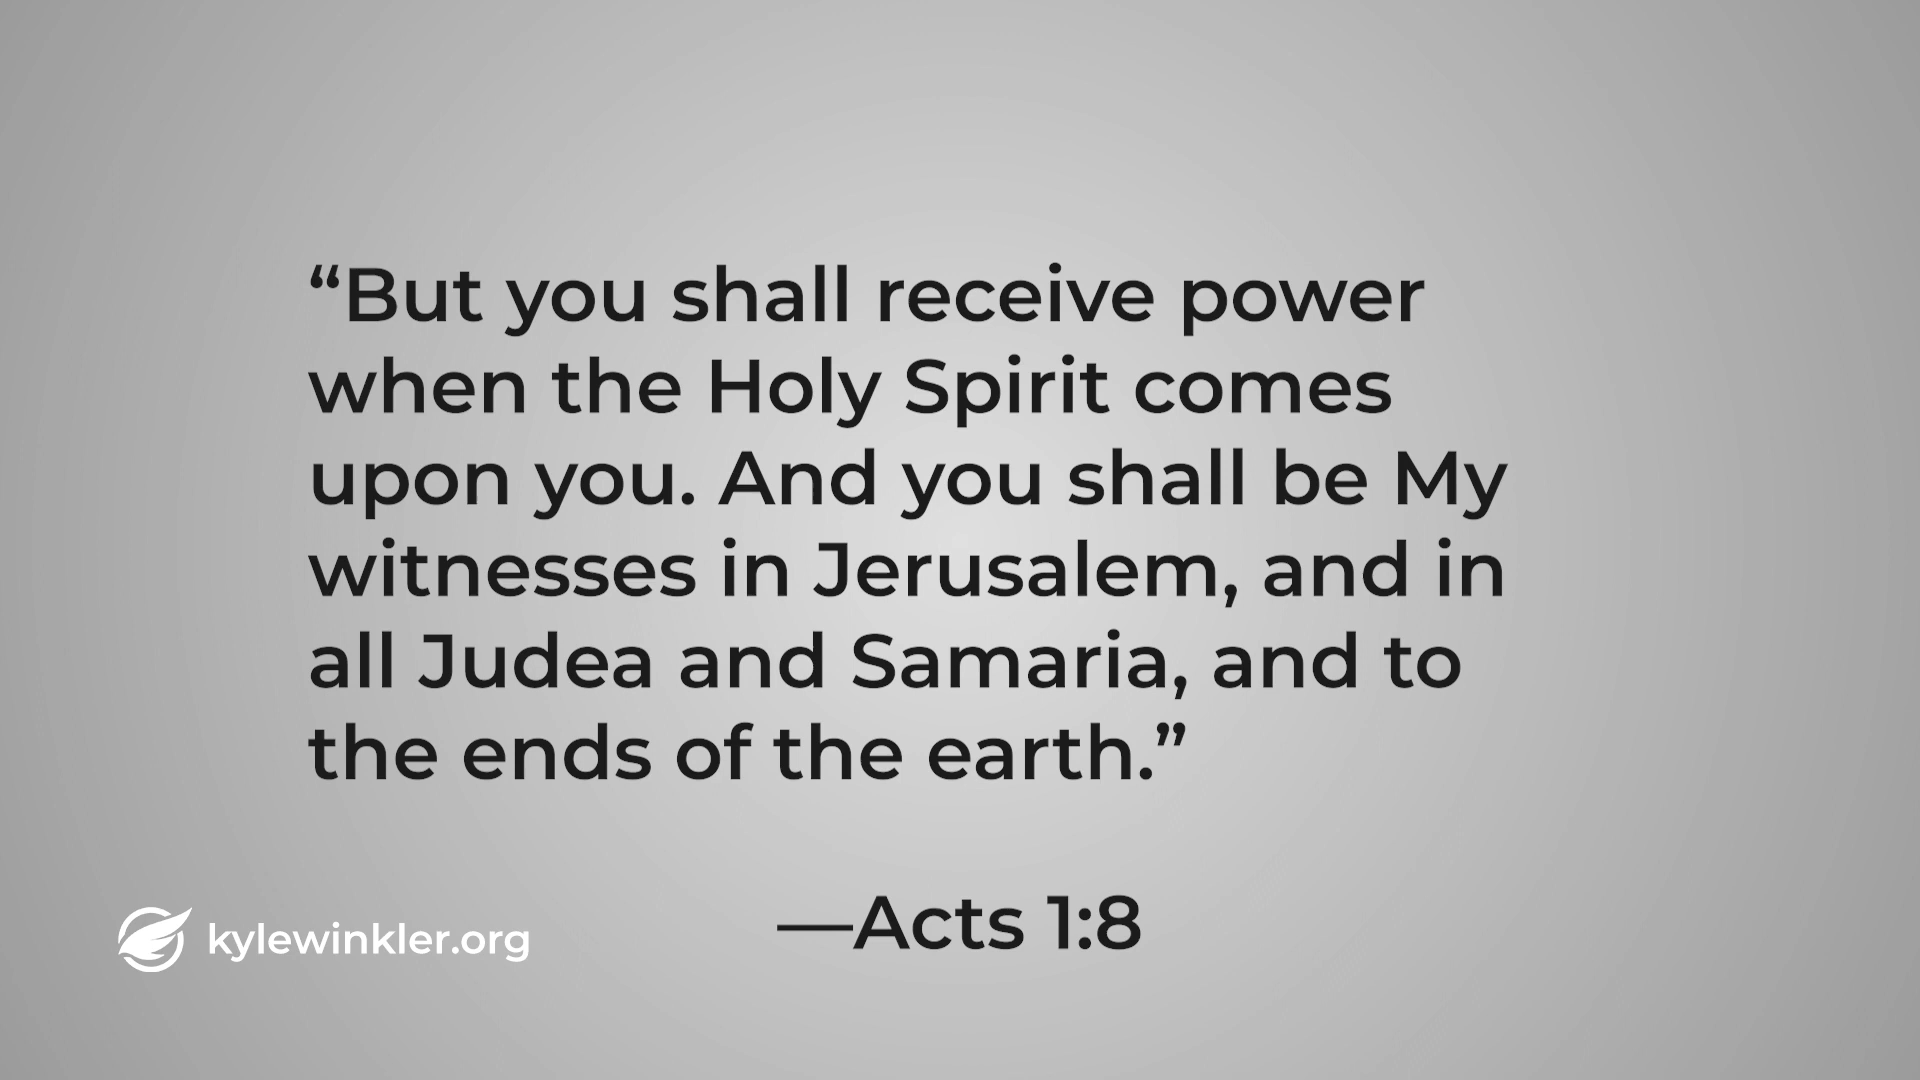 “But you shall receive power
when the Holy Spirit comes
upon you. And you shall be My
witnesses in Jerusalem, and in
all Judea and Samaria, and to
the ends of the earth.”
—Acts 1:8
kylewinkler.org